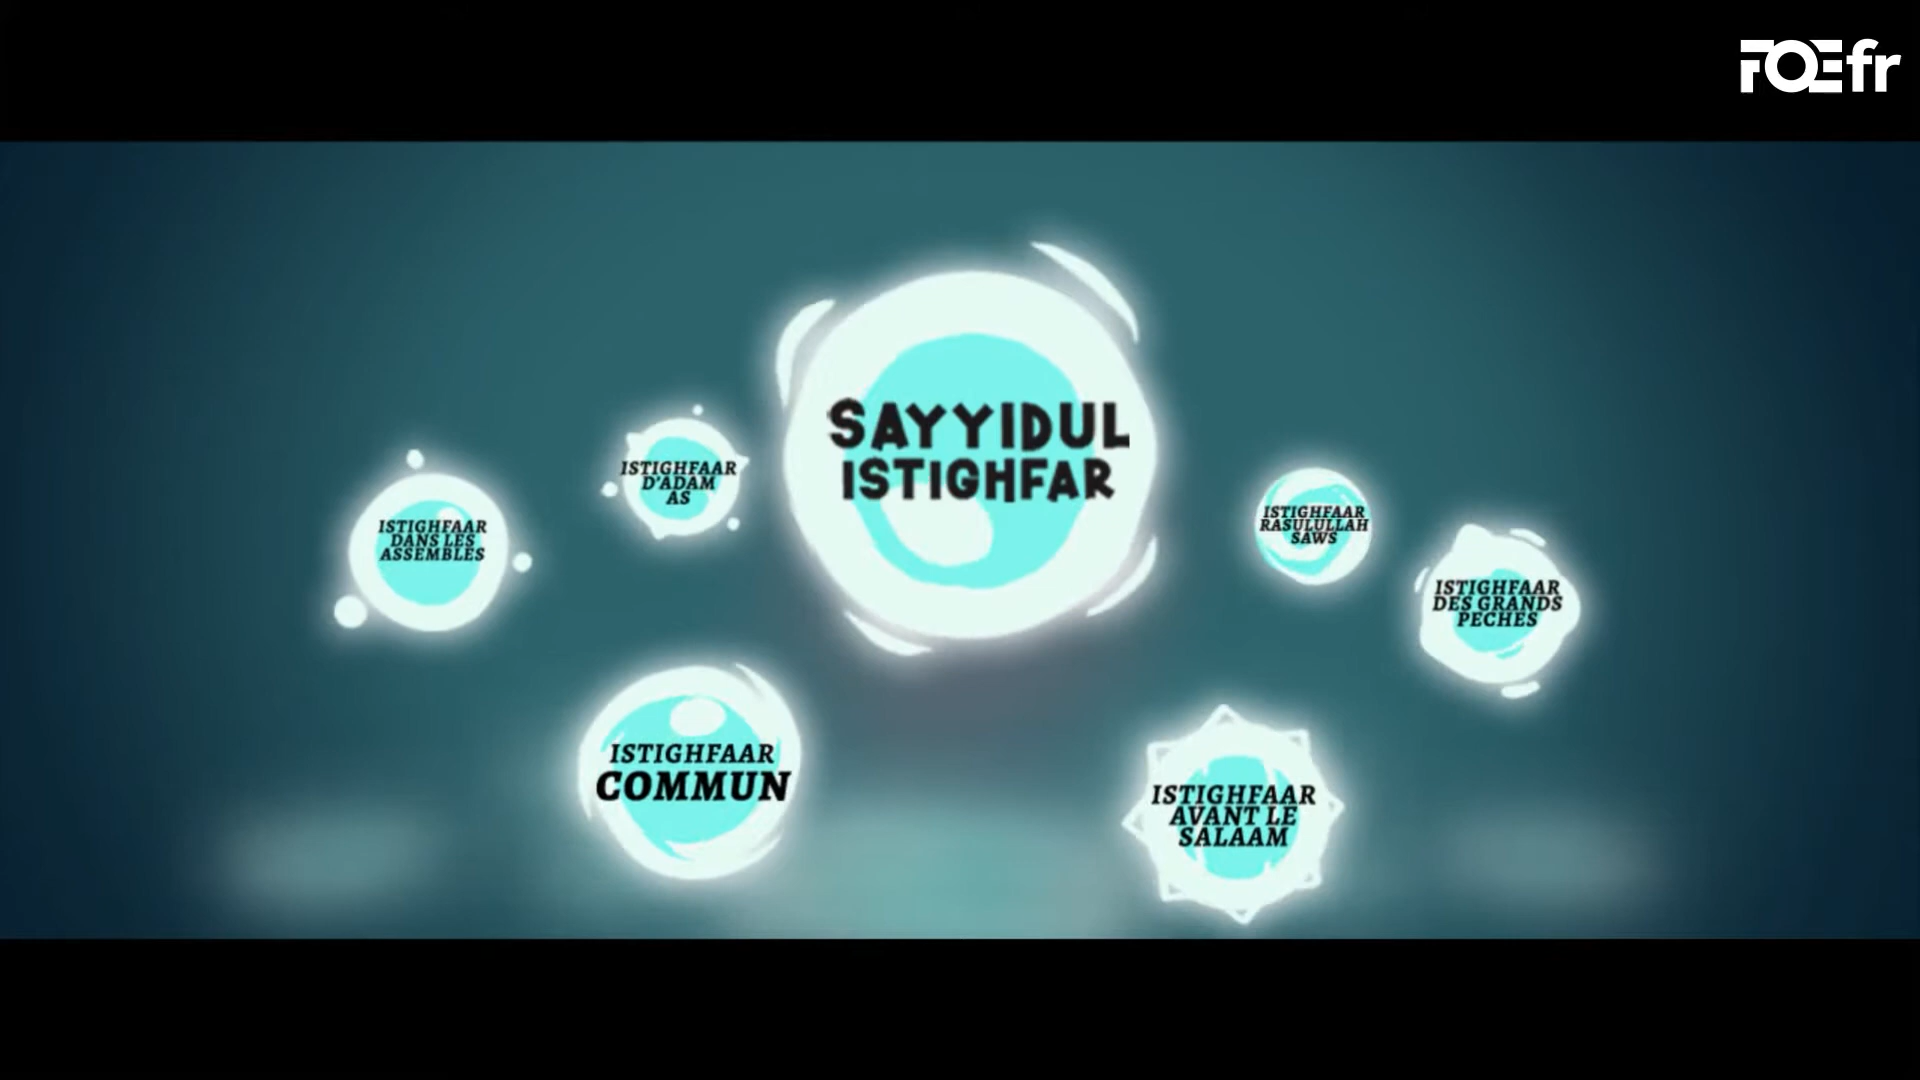 FOEfr
SAYYIDUL
ISTIGHFAR
ISTIGHFAAR
D'ADAM
AS
ISTIGHFAAR
DANS LES
ASSEMBLES
ISTIGHFAAR
RASULULLAH
SAWS
ISTIGHFAAR
DES GRANDS
PECHES
ISTIGHFAAR
COMMUN
ISTIGHFAAR
AVANT LE
SALAAM